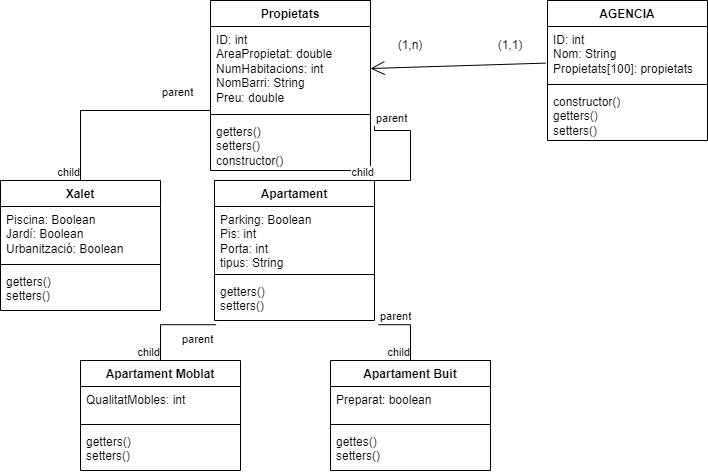 Propietats
ID: int
AreaPropietat: double
NumHabitacions: int
NomBarri: String
Preu: double
getters()
setters()
constructor()
(1,n)
(1,1)
AGENCIA
ID: int
Nom: String
Propietats[100]: propietats
constructor()
getters()
setters()
parent
child
parent
child
Xalet
Piscina: Boolean
Jardí: Boolean
Urbanització: Boolean
getters()
setters()
Apartament
Parking: Boolean
Pis: int
Porta: int
tipus: String
getters()
setters()
parent
child
parent
child
Apartament Moblat
QualitatMobles: int
getters()
setters()
Apartament Buit
Preparat: boolean
gettes()
setters()